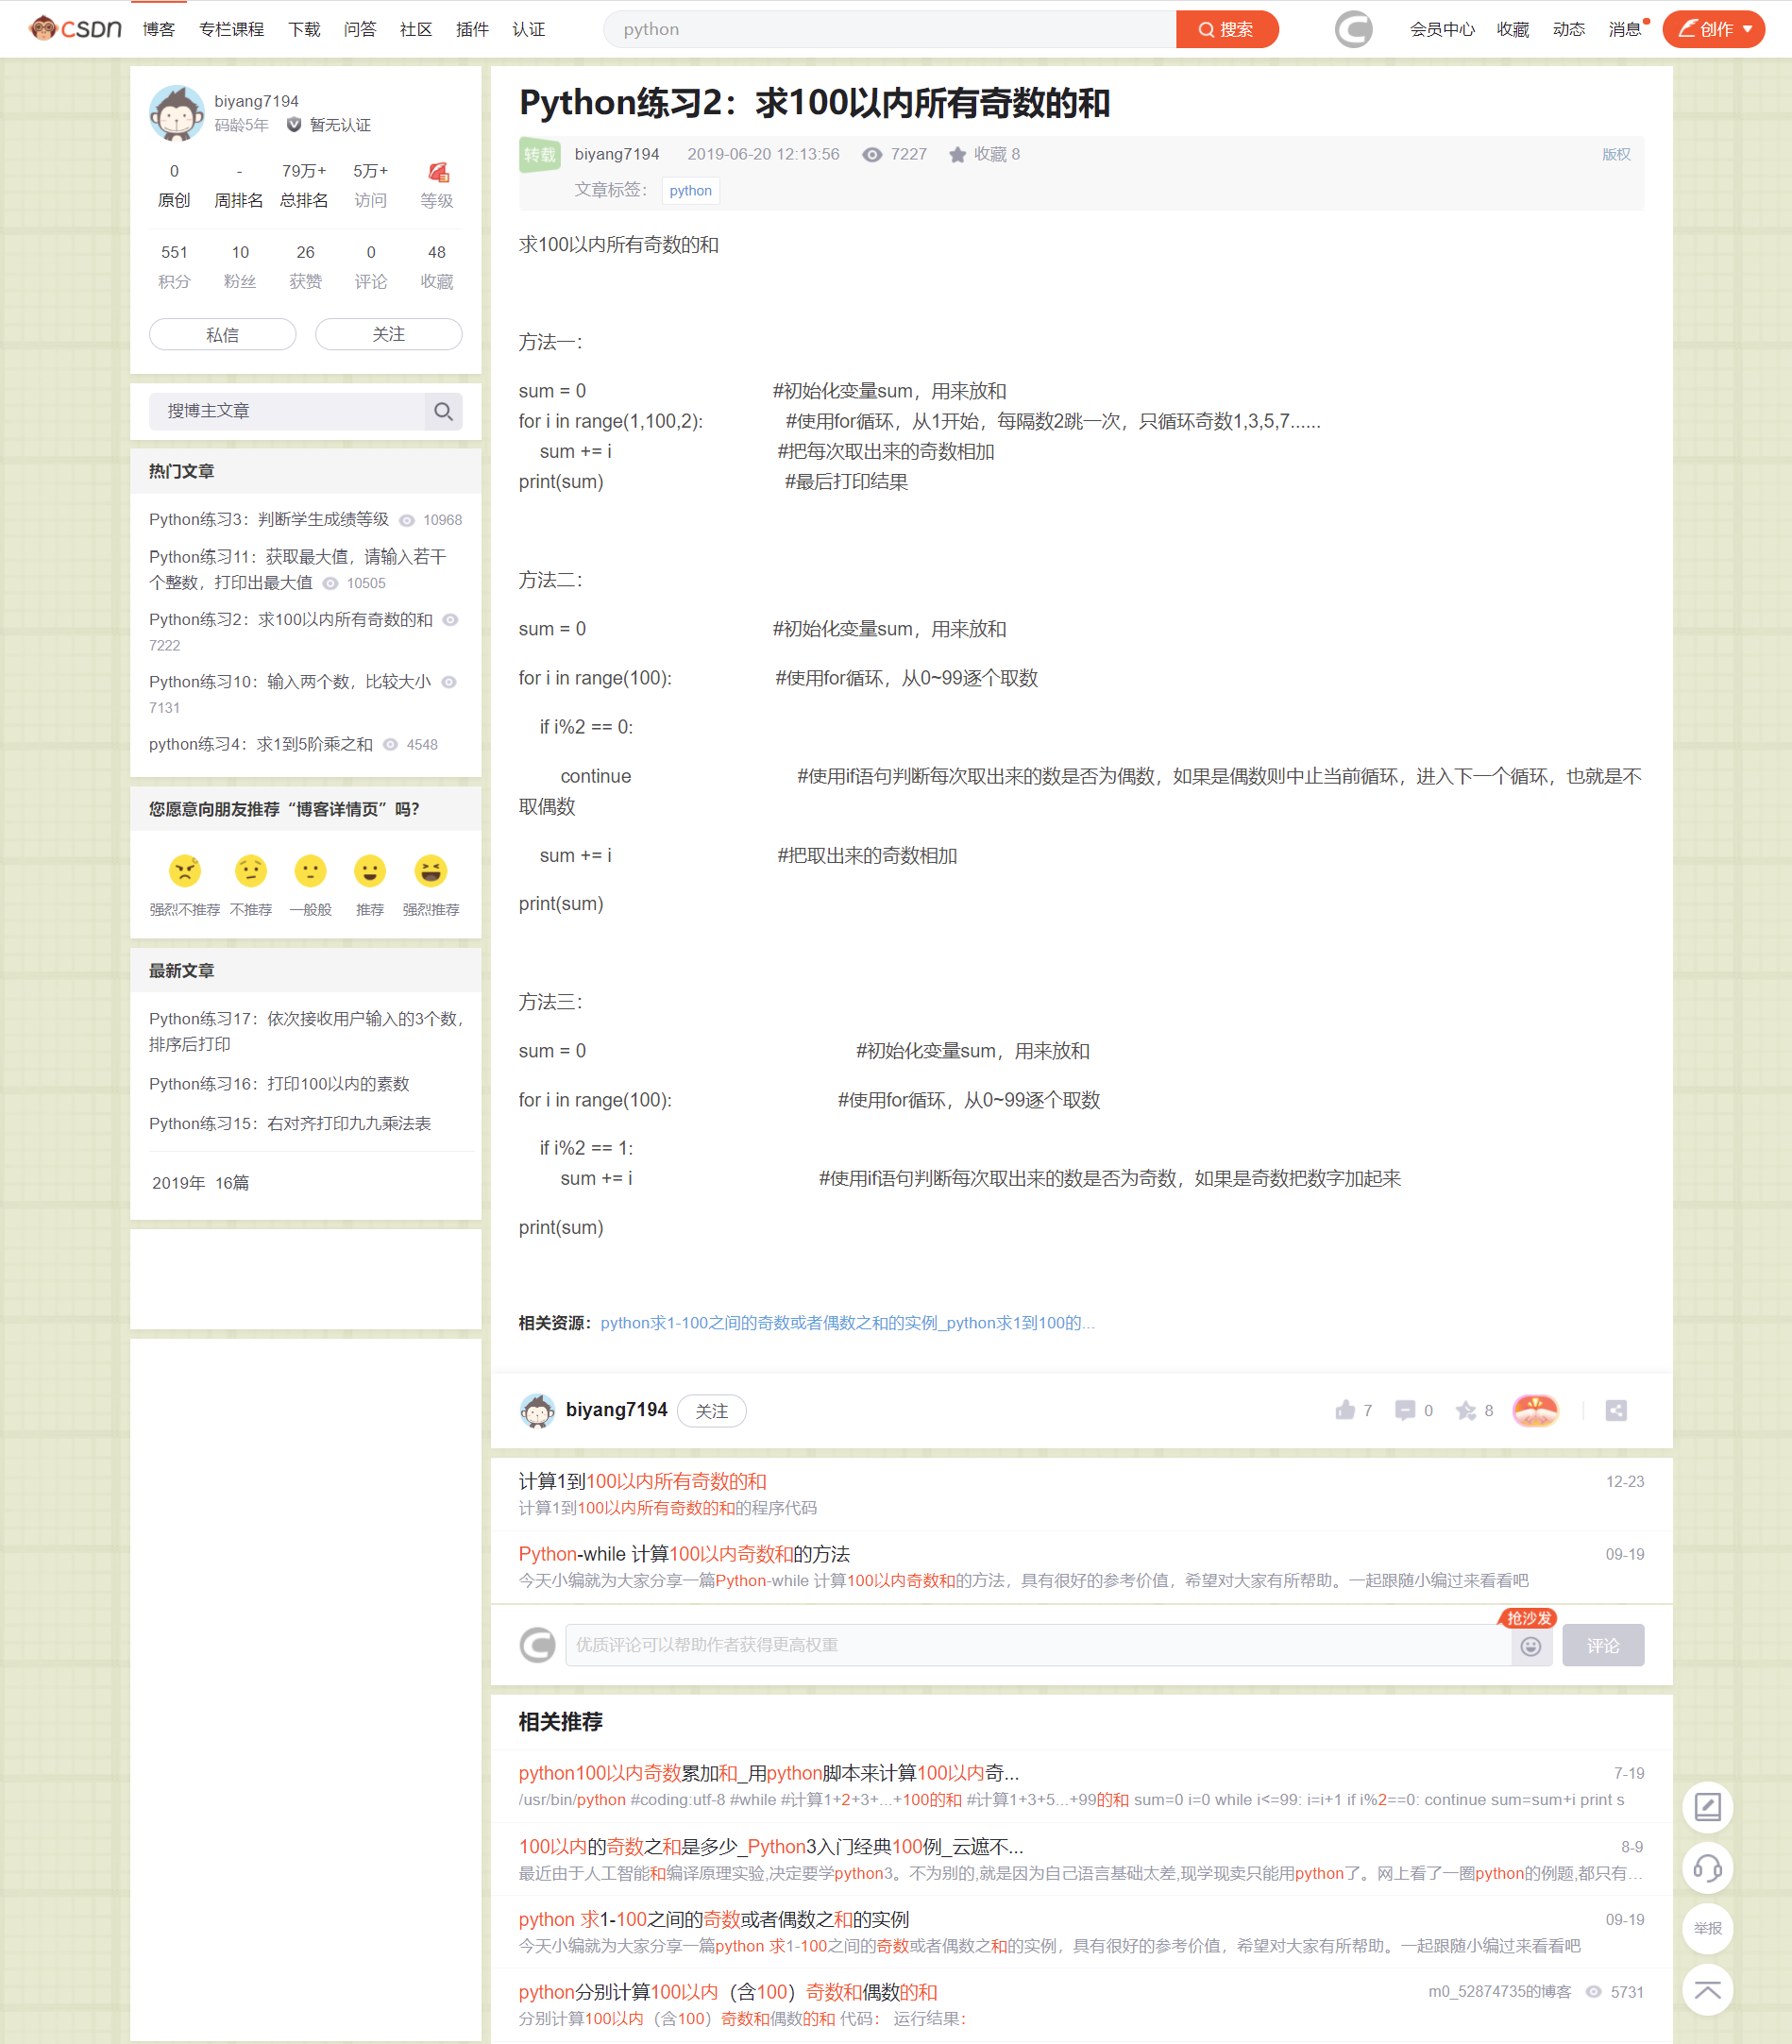 CSDN 博客 专栏课程 下载 问答 社区 插件 认证 python 搜索 会员中心 收藏 动态 消息 创作
biyang7194
码龄5年 暂无认证
0 - 79万+ 5万+
原创 周排名 总排名 访问 等级
551 10 26 0 48
积分 粉丝 获赞 评论 收藏
私信 关注
搜博主文章
热门文章
Python练习3：判断学生成绩等级 10968
Python练习11：获取最大值，请输入若干
个整数，打印出最大值 10505
Python练习2：求100以内所有奇数的和
7222
Python练习10：输入两个数，比较大小
7131
python练习4：求1到5阶乘之和 4548
您愿意向朋友推荐“博客详情页”吗？
强烈不推荐 不推荐 一般般 推荐 强烈推荐
最新文章
Python练习17：依次接收用户输入的3个数，
排序后打印
Python练习16：打印100以内的素数
Python练习15：右对齐打印九九乘法表
2019年 16篇
Python练习2：求100以内所有奇数的和
转载 biyang7194 2019-06-20 12:13:56 7227 收藏 8 版权
文章标签： python
求100以内所有奇数的和
方法一：
sum = 0 #初始化变量sum，用来放和
for i in range(1,100,2): #使用for循环，从1开始，每隔数2跳一次，只循环奇数1,3,5,7......
sum += i #把每次取出来的奇数相加
print(sum) #最后打印结果
方法二：
sum = 0 #初始化变量sum，用来放和
for i in range(100): #使用for循环，从0~99逐个取数
if i%2 == 0:
continue #使用if语句判断每次取出来的数是否为偶数，如果是偶数则中止当前循环，进入下一个循环，也就是不
取偶数
sum += i #把取出来的奇数相加
print(sum)
方法三：
sum = 0 #初始化变量sum，用来放和
for i in range(100): #使用for循环，从0~99逐个取数
if i%2 == 1:
sum += i #使用if语句判断每次取出来的数是否为奇数，如果是奇数把数字加起来
print(sum)
相关资源：python求1-100之间的奇数或者偶数之和的实例_python求1到100的...
biyang7194 关注 7 0 8
计算1到100以内所有奇数的和 12-23
计算1到100以内所有奇数的和的程序代码
Python-while 计算100以内奇数和的方法 09-19
今天小编就为大家分享一篇Python-while 计算100以内奇数和的方法，具有很好的参考价值，希望对大家有所帮助。一起跟随小编过来看看吧
抢沙发
优质评论可以帮助作者获得更高权重 评论
相关推荐
python100以内奇数累加和_用python脚本来计算100以内奇... 7-19
/usr/bin/python #coding:utf-8 #while #计算1+2+3+...+100的和 #计算1+3+5...+99的和 sum=0 i=0 while i<=99: i=i+1 if i%2==0: continue sum=sum+i print s
100以内的奇数之和是多少_Python3入门经典100例_云遮不... 8-9
最近由于人工智能和编译原理实验,决定要学python3。不为别的,就是因为自己语言基础太差,现学现卖只能用python了。网上看了一圈python的例题,都只有...
python 求1-100之间的奇数或者偶数之和的实例 09-19
今天小编就为大家分享一篇python 求1-100之间的奇数或者偶数之和的实例，具有很好的参考价值，希望对大家有所帮助。一起跟随小编过来看看吧
python分别计算100以内（含100）奇数和偶数的和 m0_52874735的博客 5731
分别计算100以内（含100）奇数和偶数的和 代码： 运行结果：
举报